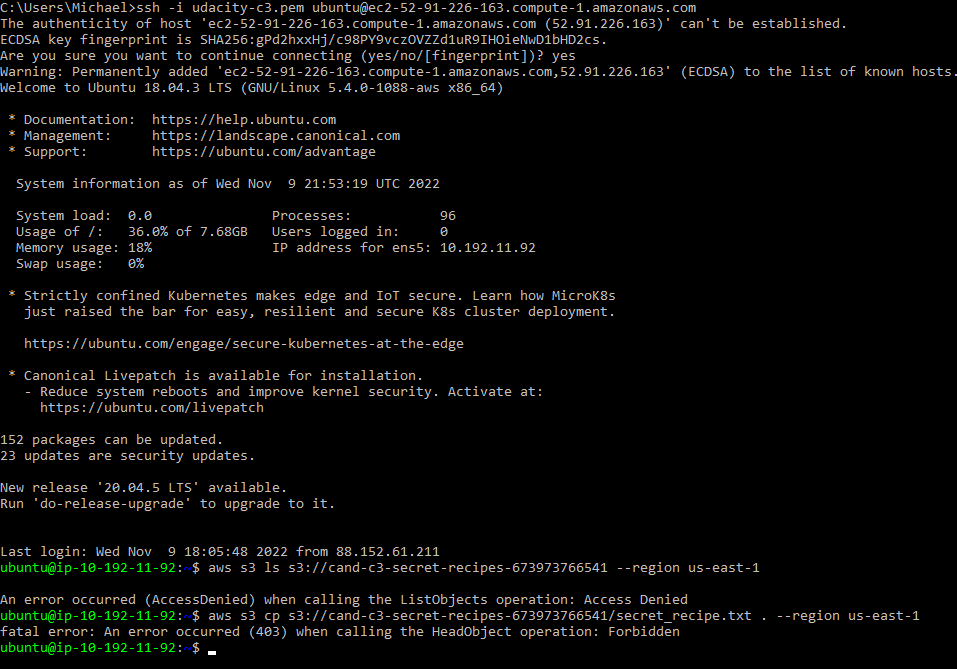 C:\Users\Michael>ssh -i udacity-c3.pem ubuntu@ec2-52-91-226-163.compute-1.amazonaws.com
The authenticity of host 'ec2-52-91-226-163.compute-1.amazonaws.com (52.91.226.163)' can't be established.
ECDSA key fingerprint is SHA256:gPd2hxxHj/c98PY9vczOVZZd1uR9IHOieNwD1bHD2cs.
Are you sure you want to continue connecting (yes/no/[fingerprint])? yes
Warning: Permanently added 'ec2-52-91-226-163.compute-1.amazonaws.com,52.91.226.163' (ECDSA) to the list of known hosts.
Welcome to Ubuntu 18.04.3 LTS (GNU/Linux 5.4.0-1088-aws x86_64)

 * Documentation:  https://help.ubuntu.com
 * Management:     https://landscape.canonical.com
 * Support:        https://ubuntu.com/advantage

  System information as of Wed Nov  9 21:53:19 UTC 2022

  System load:  0.0               Processes:           96
  Usage of /:   36.0% of 7.68GB   Users logged in:     0
  Memory usage: 18%               IP address for ens5: 10.192.11.92
  Swap usage:   0%

 * Strictly confined Kubernetes makes edge and IoT secure. Learn how MicroK8s
   just raised the bar for easy, resilient and secure K8s cluster deployment.

   https://ubuntu.com/engage/secure-kubernetes-at-the-edge

 * Canonical Livepatch is available for installation.
   - Reduce system reboots and improve kernel security. Activate at:
     https://ubuntu.com/livepatch

152 packages can be updated.
23 updates are security updates.

New release '20.04.5 LTS' available.
Run 'do-release-upgrade' to upgrade to it.


Last login: Wed Nov  9 18:05:48 2022 from 88.152.61.211
ubuntu@ip-10-192-11-92:~$ aws s3 ls s3://cand-c3-secret-recipes-673973766541 --region us-east-1

An error occurred (AccessDenied) when calling the ListObjects operation: Access Denied
ubuntu@ip-10-192-11-92:~$ aws s3 cp s3://cand-c3-secret-recipes-673973766541/secret_recipe.txt . --region us-east-1
fatal error: An error occurred (403) when calling the HeadObject operation: Forbidden
ubuntu@ip-10-192-11-92:~$